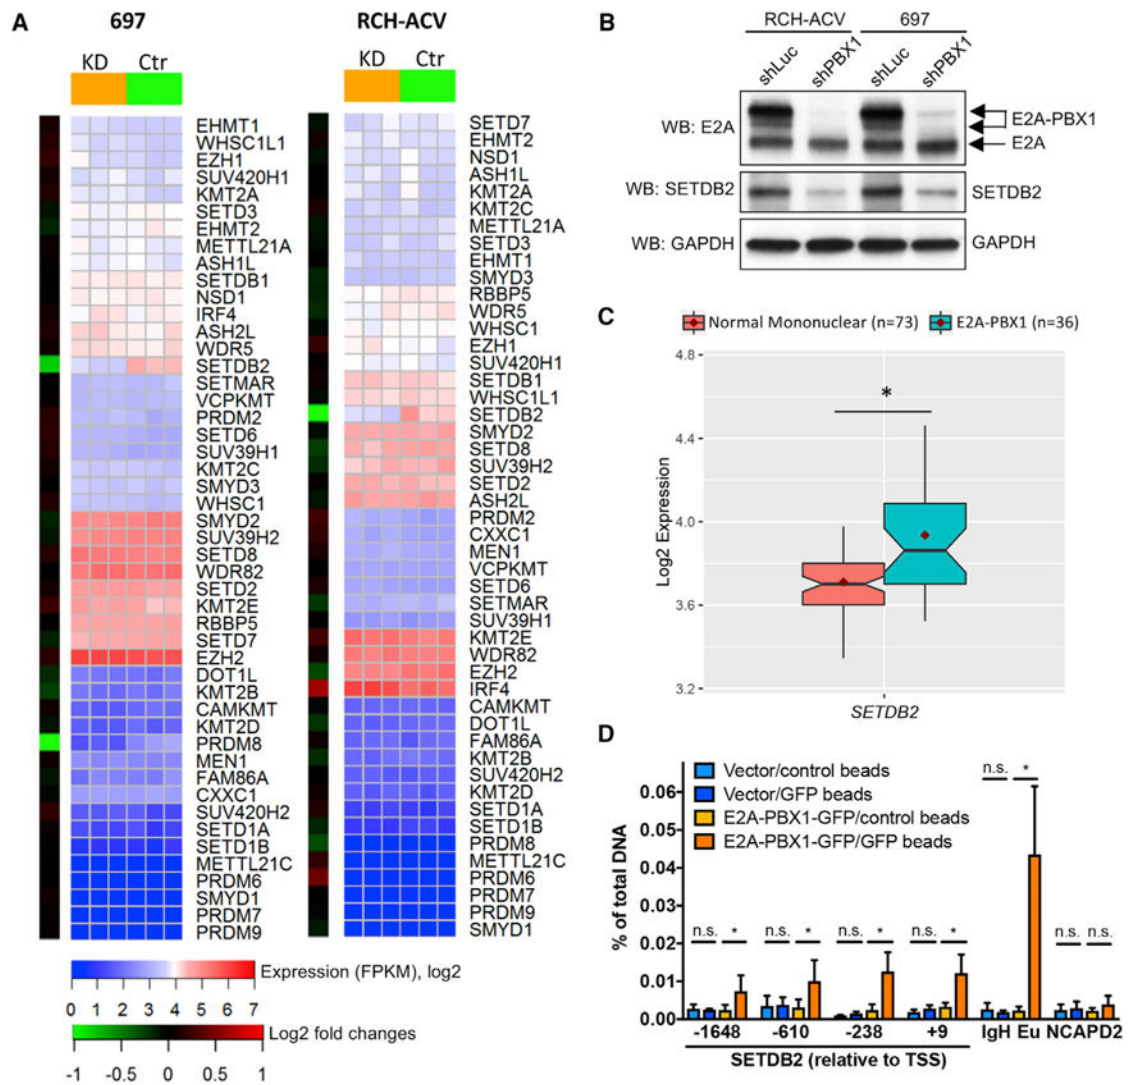 A
697
KD
Ctr
EHMT1
WHSC1L1
EZH1
SUV420H1
KMT2A
SETD3
EHMT2
METTL21A
ASH1L
SETDB1
NSD1
IRF4
ASH2L
WDR5
SETDB2
SETMAR
VCPKMT
PRDM2
SETD6
SUV39H1
KMT2C
SMYD3
WHSC1
SMYD2
SUV39H2
SETD8
WDR82
SETD2
KMT2E
RBBP5
SETD7
EZH2
DOT1L
KMT2B
CAMKMT
KMT2D
PRDM8
MEN1
FAM86A
CXXC1
SUV420H2
SETD1A
SETD1B
METTL21C
PRDM6
SMYD1
PRDM7
PRDM9
RCH-ACV
KD
Ctr
SETD7
EHMT2
NSD1
ASH1L
KMT2A
KMT2C
METTL21A
SETD3
EHMT1
SMYD3
RBBP5
WDR5
WHSC1
EZH1
SUV420H1
SETDB1
WHSC1L1
SETDB2
SMYD2
SETD8
SUV39H2
SETD2
ASH2L
PRDM2
CXXC1
MEN1
VCPKMT
SETD6
SETMAR
SUV39H1
KMT2E
WDR82
EZH2
IRF4
CAMKMT
DOT1L
FAM86A
KMT2B
SUV420H2
KMT2D
SETD1A
SETD1B
PRDM8
METTL21C
PRDM6
PRDM7
PRDM9
SMYD1
Expression (FPKM), log2
0 1 2 3 4 5 6 7
Log2 fold changes
-1 -0.5 0 0.5 1
B
RCH-ACV 697
shLuc shPBX1 shLuc shPBX1
WB: E2A
E2A-PBX1
E2A
WB: SETDB2 SETDB2
WB: GAPDH GAPDH
C
Normal Mononuclear (n=73) E2A-PBX1 (n=36)
Log2 Expression
4.8
4.4
4.0
3.6
3.2
*
SETDB2
D
Vector/control beads
Vector/GFP beads
E2A-PBX1-GFP/control beads
E2A-PBX1-GFP/GFP beads
% of total DNA
0.06
0.05
0.04
0.03
0.02
0.01
0.00
n.s. * n.s. * n.s. * n.s. * n.s. * n.s. n.s.
-1648 -610 -238 +9 IgH Eu NCAPD2
SETDB2 (relative to TSS)